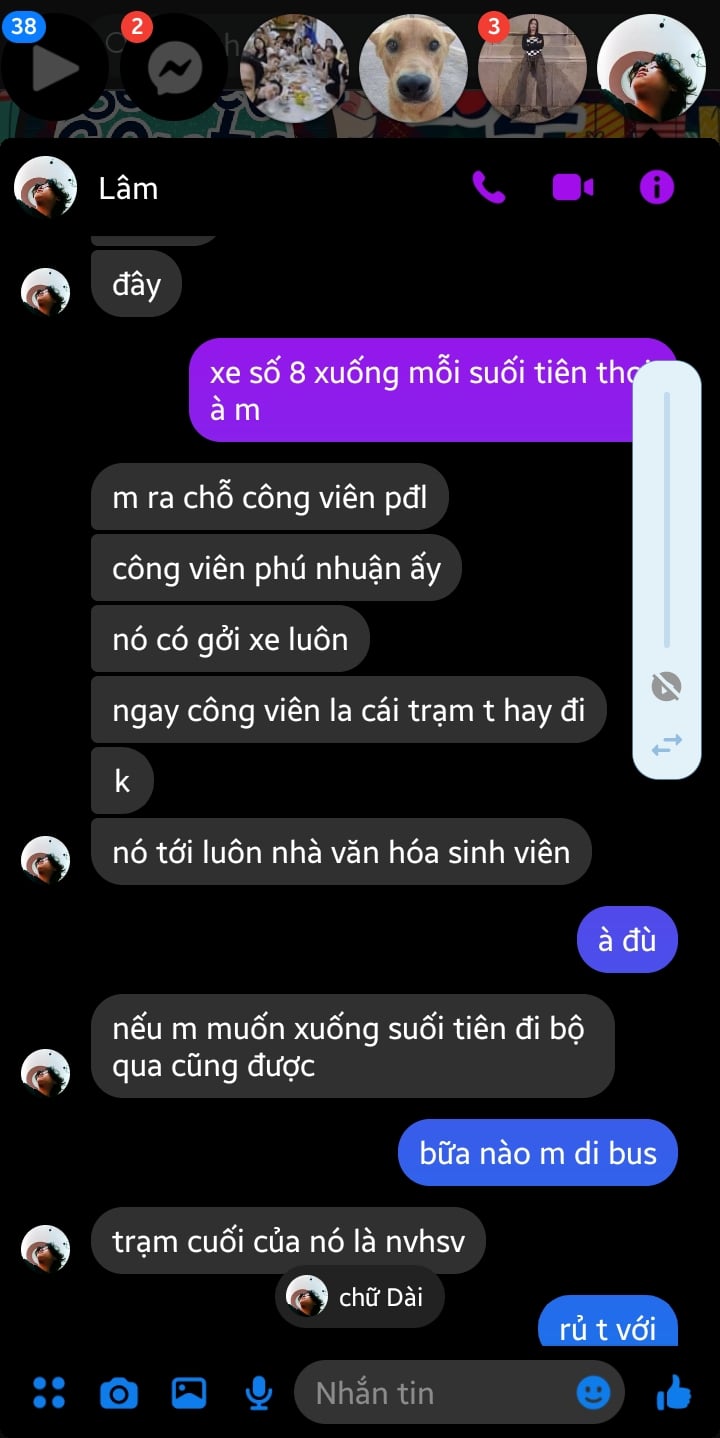 38
2
3
Lâm
đây
xe số 8 xuống mỗi suối tiên
à m
m ra chỗ công viên pđl
công viên phú nhuận ấy
nó có gởi xe luôn
ngay công viên la cái trạm t hay đi
k
nó tới luôn nhà văn hóa sinh viên
à đù
nếu m muốn xuống suối tiên đi bộ
qua cũng được
bữa nào m di bus
trạm cuối của nó là nvhsv
chữ Dài
rủ t với
Nhắn tin